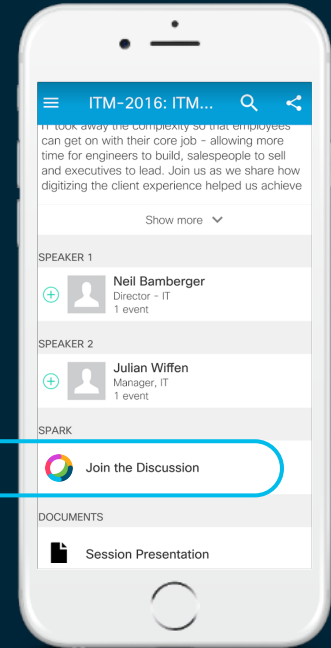 ITM-2016: ITM...
IT took away the complexity so that employees
can get on with their core job - allowing more
time for engineers to build, salespeople to sell
and executives to lead. Join us as we share how
digitizing the client experience helped us achieve
Show more
SPEAKER 1
Neil Bamberger
Director - IT
1 event
SPEAKER 2
Julian Wiffen
Manager, IT
1 event
SPARK
Join the Discussion
DOCUMENTS
Session Presentation